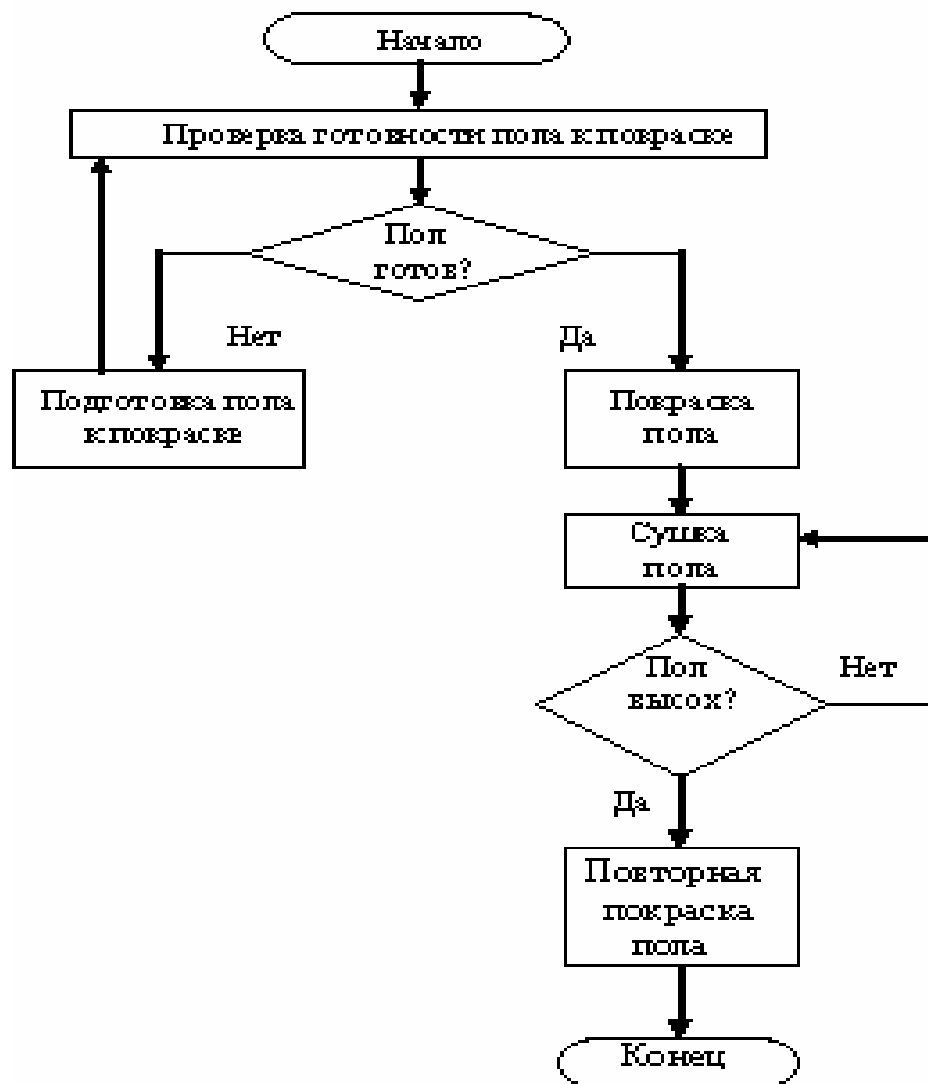 Начало
Проверка готовности пола к покраске
Пол
готов?
Нет
Да
Подготовка пола
к покраске
Покраска
пола
Сушка
пола
Пол
высох?
Нет
Да
Повторная
покраска
пола
Конец